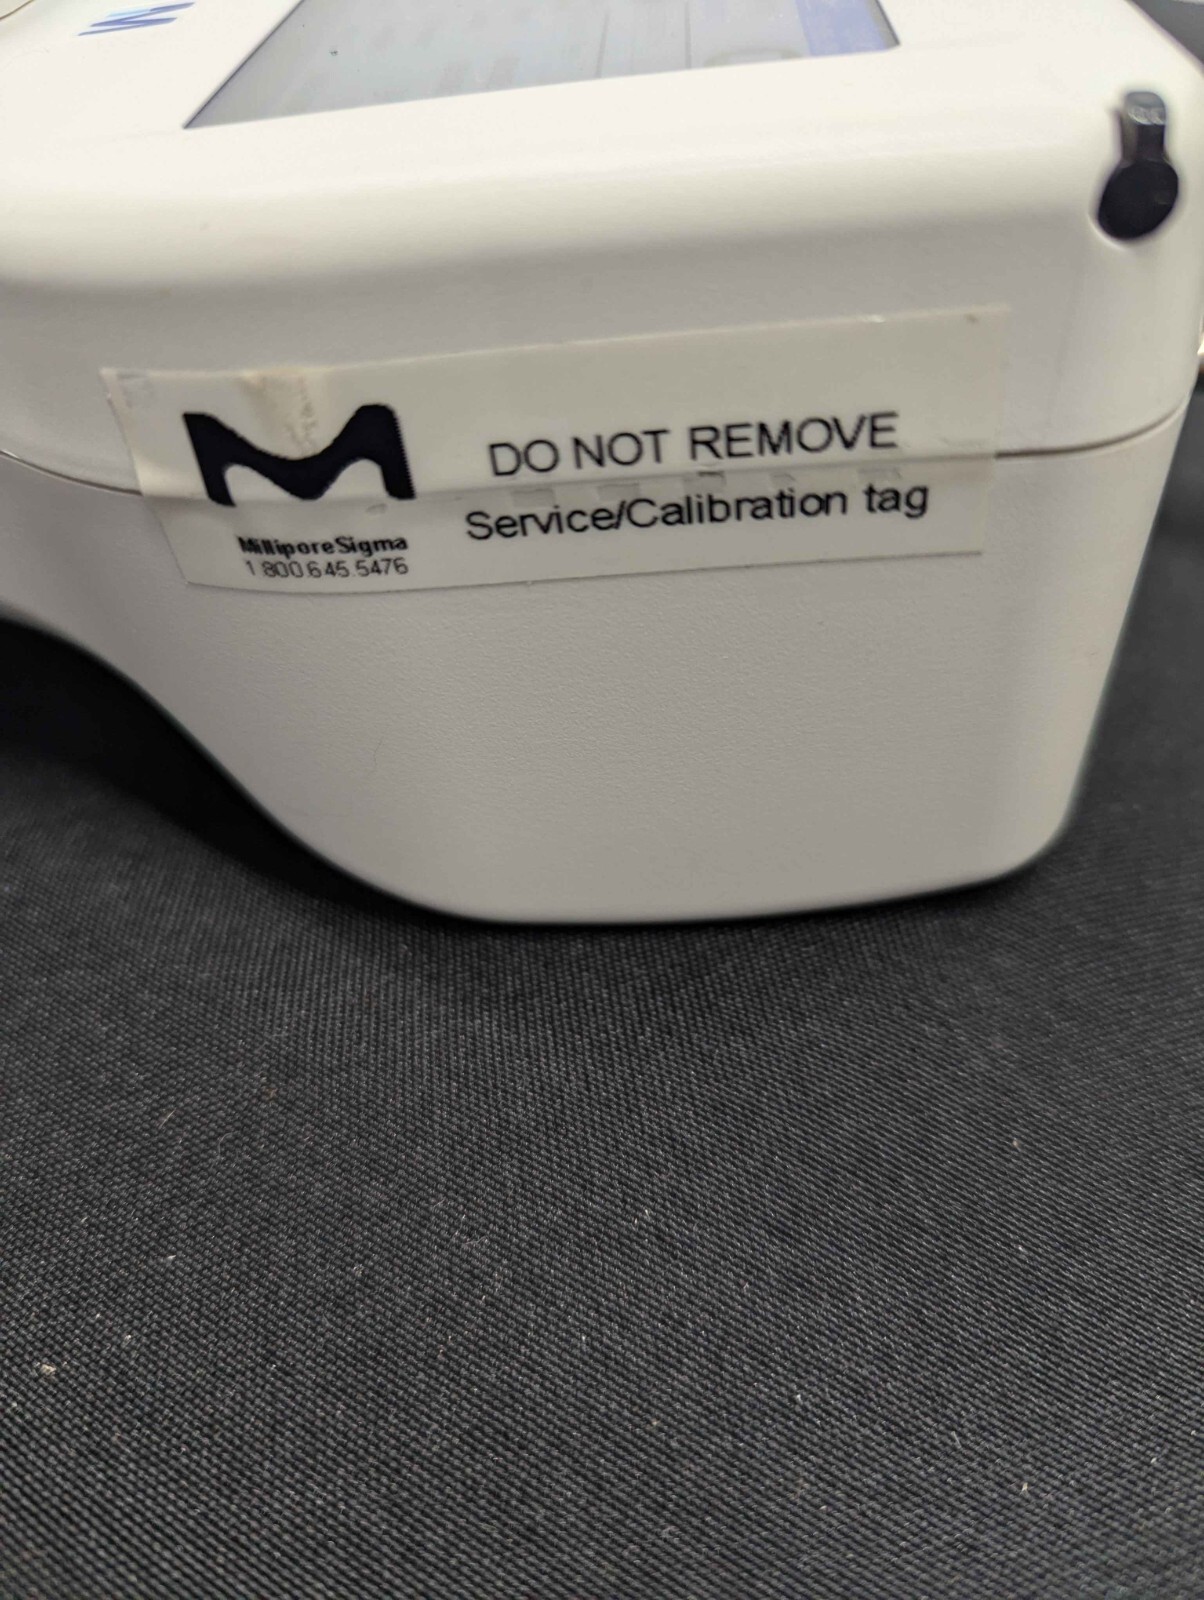 DO NOT REMOVE
Service/Calibration tag
MilliporeSigma
1.800.645.5476